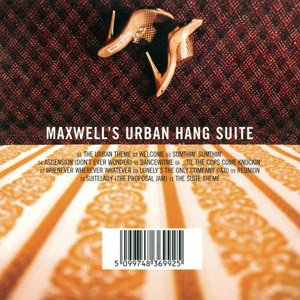 MAXWELL'S URBAN HANG SUITE
01 THE URBAN THEME 02 WELCOME 03 SUMTHIN' SUMTHIN'
04 ASCENSION (DON'T EVER WONDER) 05 DANCEWITME 06 ...TIL THE COPS COME KNOCKIN'
07 WHENEVER WHEREVER WHATEVER 08 LONELY'S THE ONLY COMPANY (I&II) 09 REUNION
10 SUITELADY (THE PROPOSAL JAM) 11 THE SUITE THEME
5 099748 369925